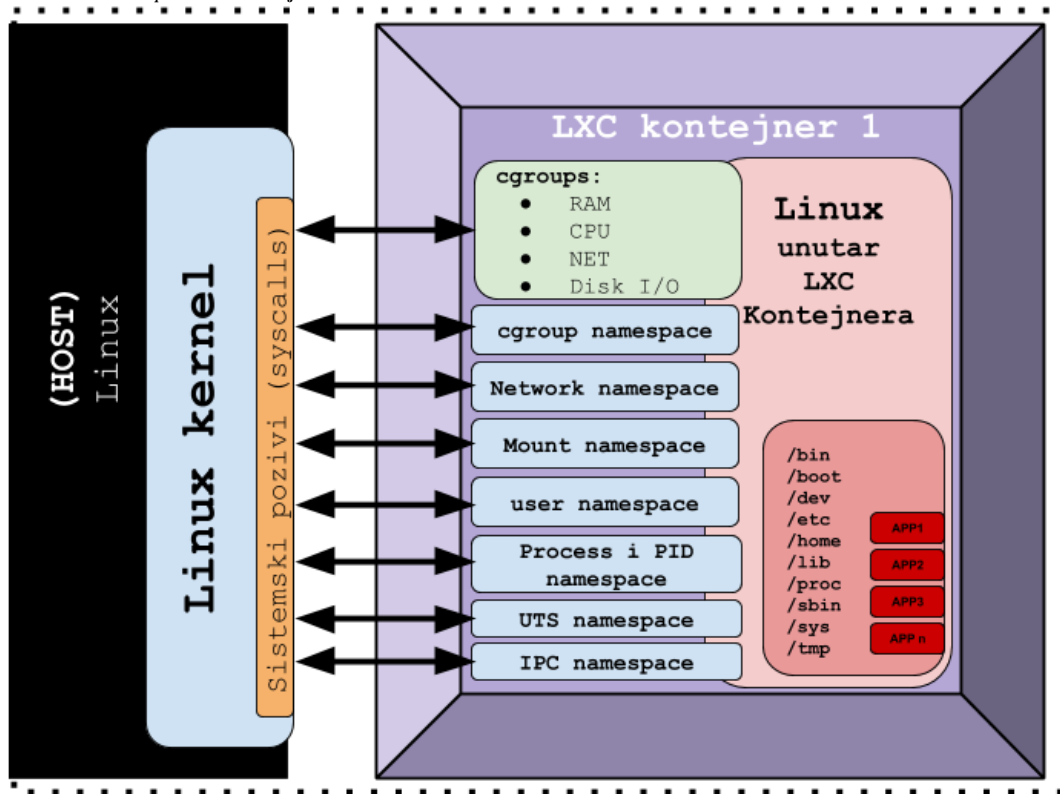 (HOST)
Linux
Linux kernel
Sistemski pozivi (syscalls)
LXC kontejner 1
cgroups:
● RAM
● CPU
● NET
● Disk I/O
cgroup namespace
Network namespace
Mount namespace
user namespace
Process i PID
namespace
UTS namespace
IPC namespace
Linux
unutar
LXC
Kontejnera
/bin
/boot
/dev
/etc
/home
/lib
/proc
/sbin
/sys
/tmp
APP1
APP2
APP3
APP n